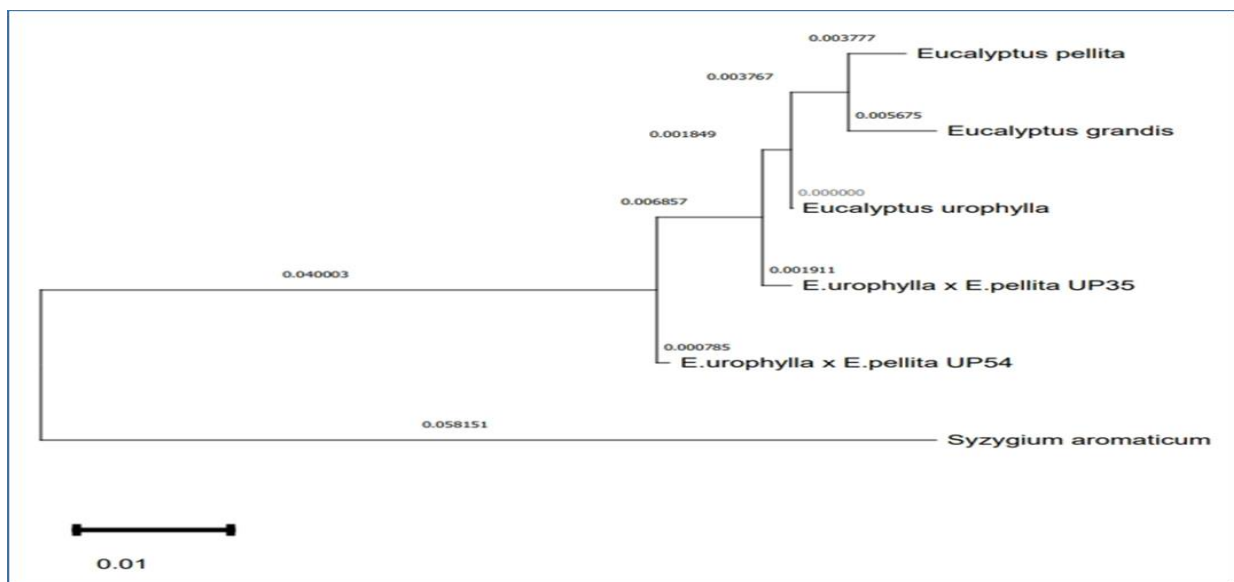 0.003777
Eucalyptus pellita
0.003767
0.005675
Eucalyptus grandis
0.001849
0.000000
Eucalyptus urophylla
0.006857
0.001911
E.urophylla x E.pellita UP35
0.040003
0.000785
E.urophylla x E.pellita UP54
0.058151
Syzygium aromaticum
0.01